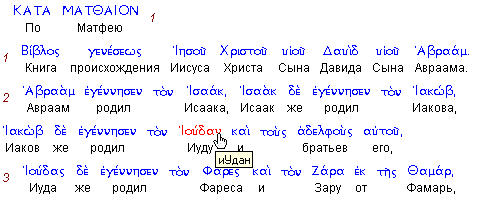 ΚΑΤΑ ΜΑΤΘΑΙΟΝ 1
По Матфею
1 Βίβλος γενέσεως Ἰησοῦ Χριστοῦ υἱοῦ Δαυὶδ υἱοῦ Ἀβραάμ.
Книга происхождения Иисуса Христа Сына Давида Сына Авраама.
2 Ἀβραὰμ ἐγέννησεν τὸν Ἰσαάκ, Ἰσαὰκ δὲ ἐγέννησεν τὸν Ἰακώβ,
Авраам родил Исаака, Исаак же родил Иакова,
Ἰακὼβ δὲ ἐγέννησεν τὸν Ἰούδαν καὶ τοὺς ἀδελφοὺς αὐτοῦ,
Иаков же родил Иуду и братьев его,
иУдан
3 Ἰούδας δὲ ἐγέννησεν τὸν Φαρες καὶ τὸν Ζάρα ἐκ τῆς Θαμάρ,
Иуда же родил Фареса и Зару от Фамарь,